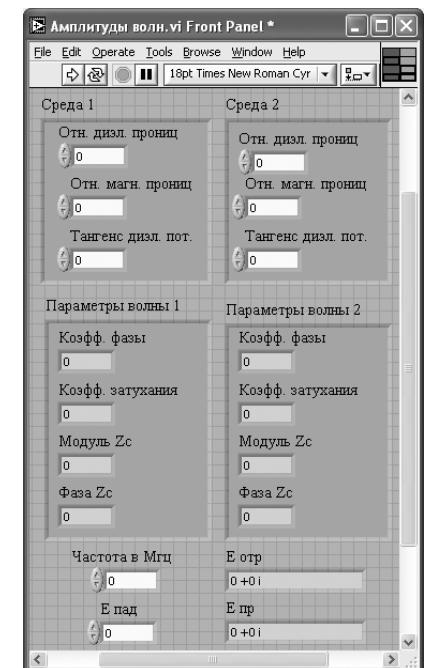 Амплитуды волн.vi Front Panel *
File Edit Operate Tools Browse Window Help
18pt Times New Roman Cyr
Среда 1
Отн. диэл. прониц
0
Отн. магн. прониц
0
Тангенс диэл. пот.
0
Среда 2
Отн. диэл. прониц
0
Отн. магн. прониц
0
Тангенс диэл. пот.
0
Параметры волны 1
Коэфф. фазы
0
Коэфф. затухания
0
Модуль Zc
0
Фаза Zc
0
Параметры волны 2
Коэфф. фазы
0
Коэфф. затухания
0
Модуль Zc
0
Фаза Zc
0
Частота в Мгц
0
Е пад
0
Е отр
0 +0 i
Е пр
0 +0 i